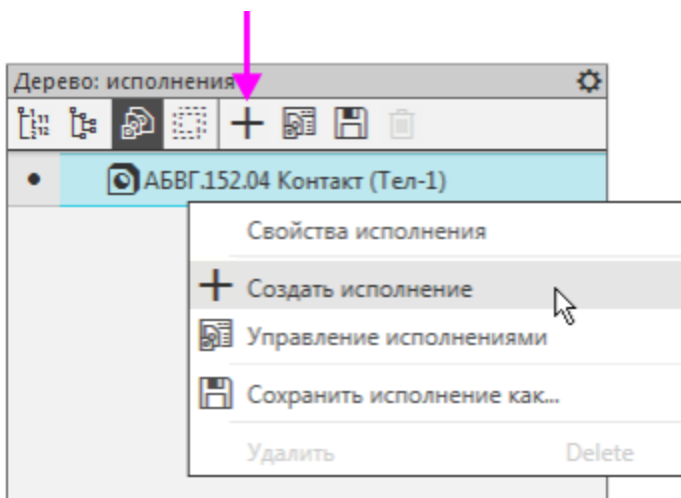 Дерево: исполнения
АБВГ.152.04 Контакт (Тел-1)
Свойства исполнения
Создать исполнение
Управление исполнениями
Сохранить исполнение как...
Удалить Delete